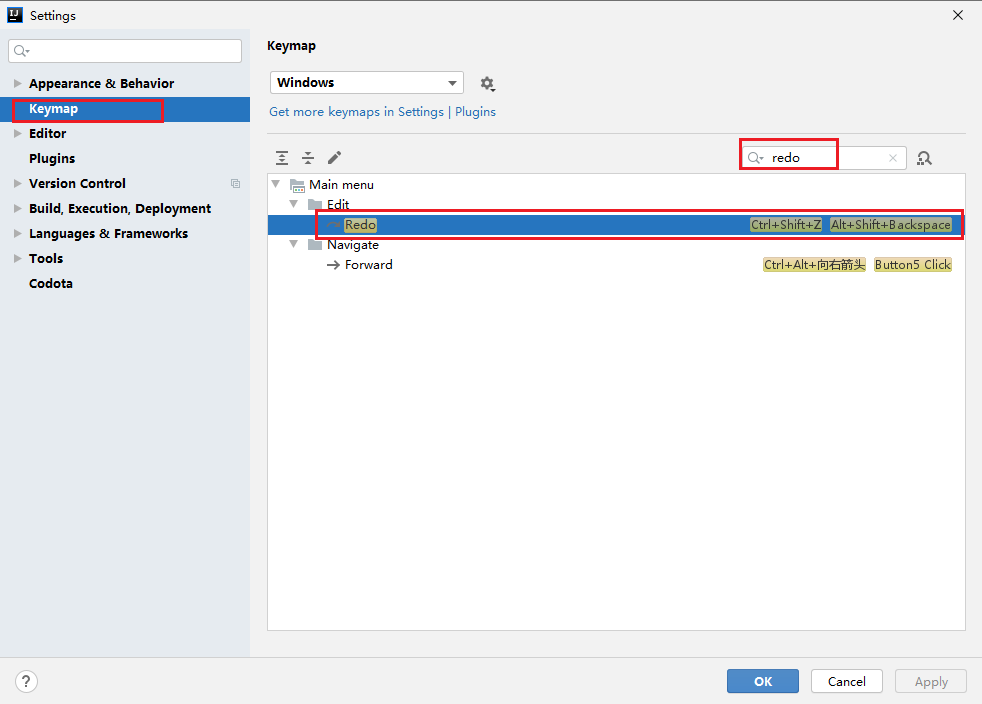 Settings
Keymap
Appearance & Behavior
Windows
Keymap
Get more keymaps in Settings | Plugins
Editor
Plugins
redo
Version Control
Main menu
Build, Execution, Deployment
Edit
Redo Ctrl+Shift+Z Alt+Shift+Backspace
Languages & Frameworks
Navigate
Tools
Forward Ctrl+Alt+向右箭头 Button5 Click
Codota
? OK Cancel Apply